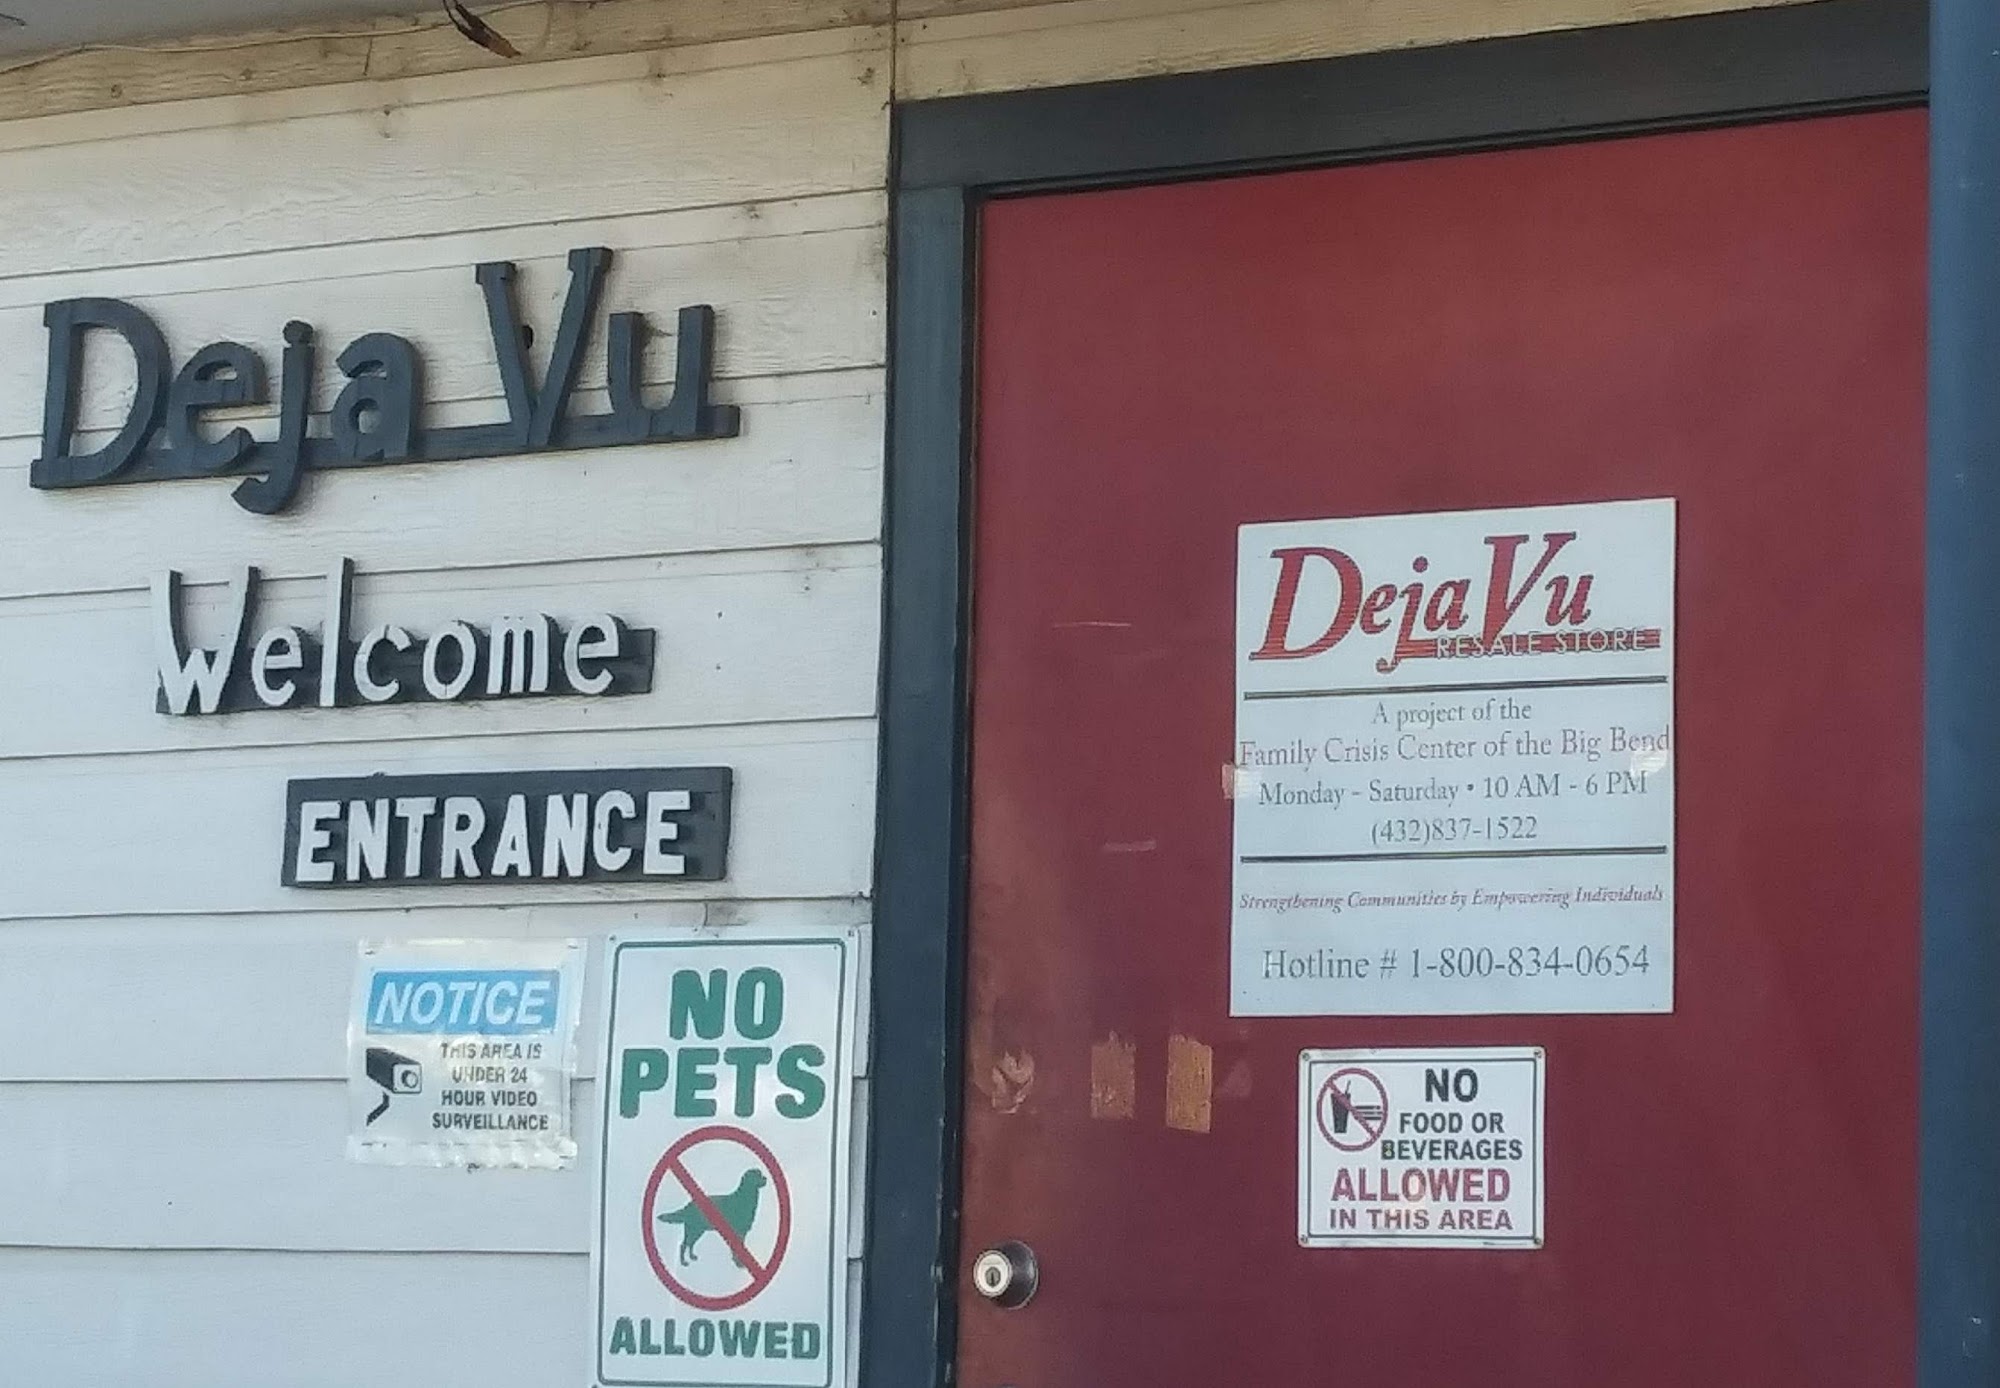 Deja Vu
Welcome
ENTRANCE
NOTICE
THIS AREA IS
UNDER 24
HOUR VIDEO
SURVEILLANCE
NO
PETS
ALLOWED
Deja Vu
RESALE STORE
A project of the
Family Crisis Center of the Big Bend
Monday - Saturday • 10 AM - 6 PM
(432)837-1522
Strengthening Communities by Empowering Individuals
Hotline # 1-800-834-0654
NO
FOOD OR
BEVERAGES
ALLOWED
IN THIS AREA